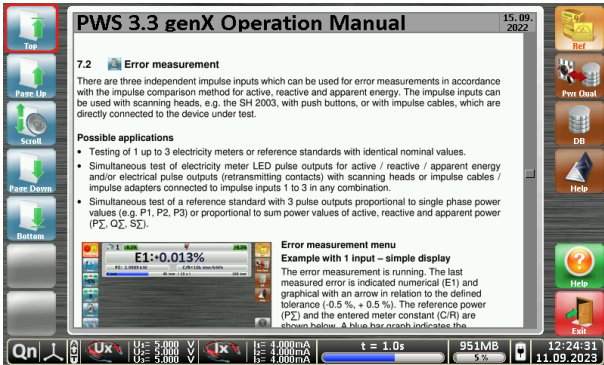 PWS 3.3 genX Operation Manual
15.09.
2022
Top
Page Up
Scroll
Page Down
Bottom
7.2 Error measurement
There are three independent impulse inputs which can be used for error measurements in accordance
with the impulse comparison method for active, reactive and apparent energy. The impulse inputs can
be used with scanning heads, e.g. the SH 2003, with push buttons, or with impulse cables, which are
directly connected to the device under test.
Possible applications
• Testing of 1 up to 3 electricity meters or reference standards with identical nominal values.
• Simultaneous test of electricity meter LED pulse outputs for active / reactive / apparent energy
and/or electrical pulse outputs (retransmitting contacts) with scanning heads or impulse cables /
impulse adapters connected to impulse inputs 1 to 3 in any combination.
• Simultaneous test of a reference standard with 3 pulse outputs proportional to single phase power
values (e.g. P1, P2, P3) or proportional to sum power values of active, reactive and apparent power
(P∑, Q∑, S∑).
E1:+0.013%
Error measurement menu
Example with 1 input – simple display
The error measurement is running. The last
measured error is indicated numerical (E1) and
graphical with an arrow in relation to the defined
tolerance (-0.5 %, + 0.5 %). The reference power
(P∑) and the entered meter constant (C/R) are
shown below. A blue bar graph indicates the
Ref
Pwr Qual
DB
Help
Help
Exit
Qn
Ux
U1= 5.000 V
U2= 5.000 V
U3= 5.000 V
Ix
I1= 4.000mA
I2= 4.000mA
I3= 4.000mA
t = 1.0s
951MB
5 %
12:24:31
11.09.2023